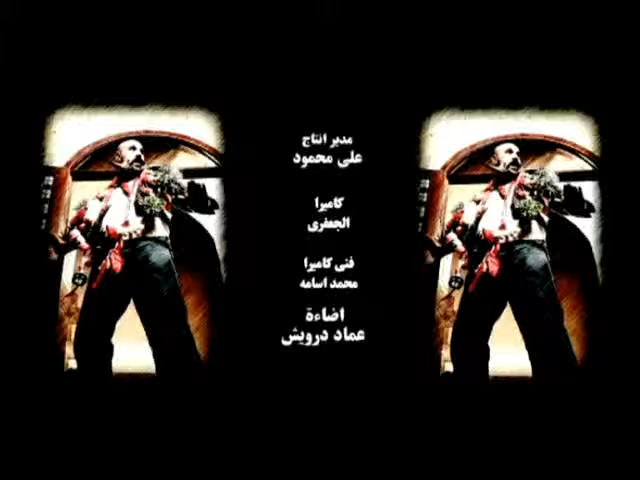 مدير انتاج
على محمود
كاميرا
الجعفرى
فنى كاميرا
محمد اسامه
اضاءة
عماد درويش